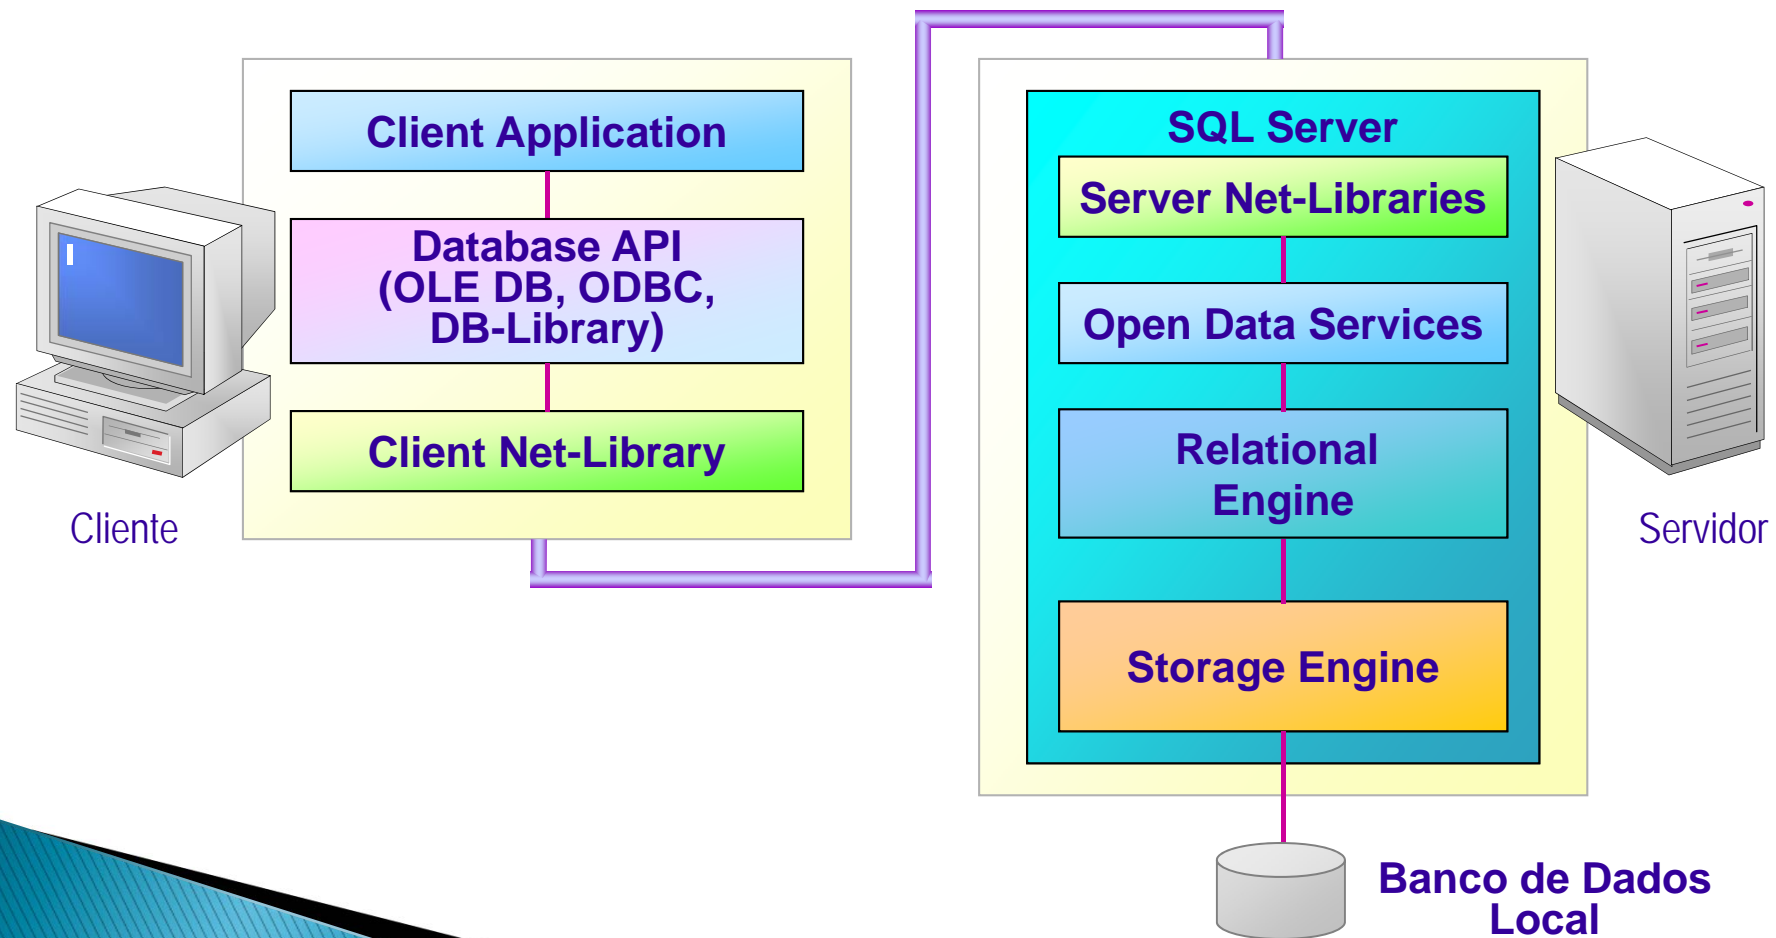 Client Application
Database API
(OLE DB, ODBC,
DB-Library)
Client Net-Library
Cliente
SQL Server
Server Net-Libraries
Open Data Services
Relational
Engine
Storage Engine
Servidor
Banco de Dados
Local